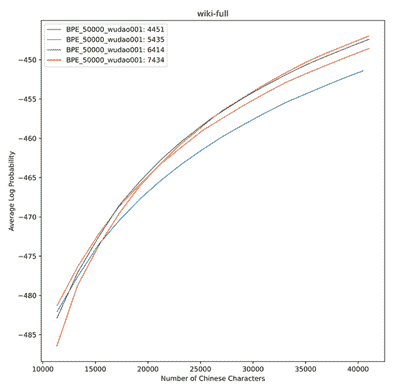 wiki-full
BPE_50000_wudao001: 4451
BPE_50000_wudao001: 5435
BPE_50000_wudao001: 6414
BPE_50000_wudao001: 7434
Average Log Probability
−450
−455
−460
−465
−470
−475
−480
−485
10000 15000 20000 25000 30000 35000 40000
Number of Chinese Characters